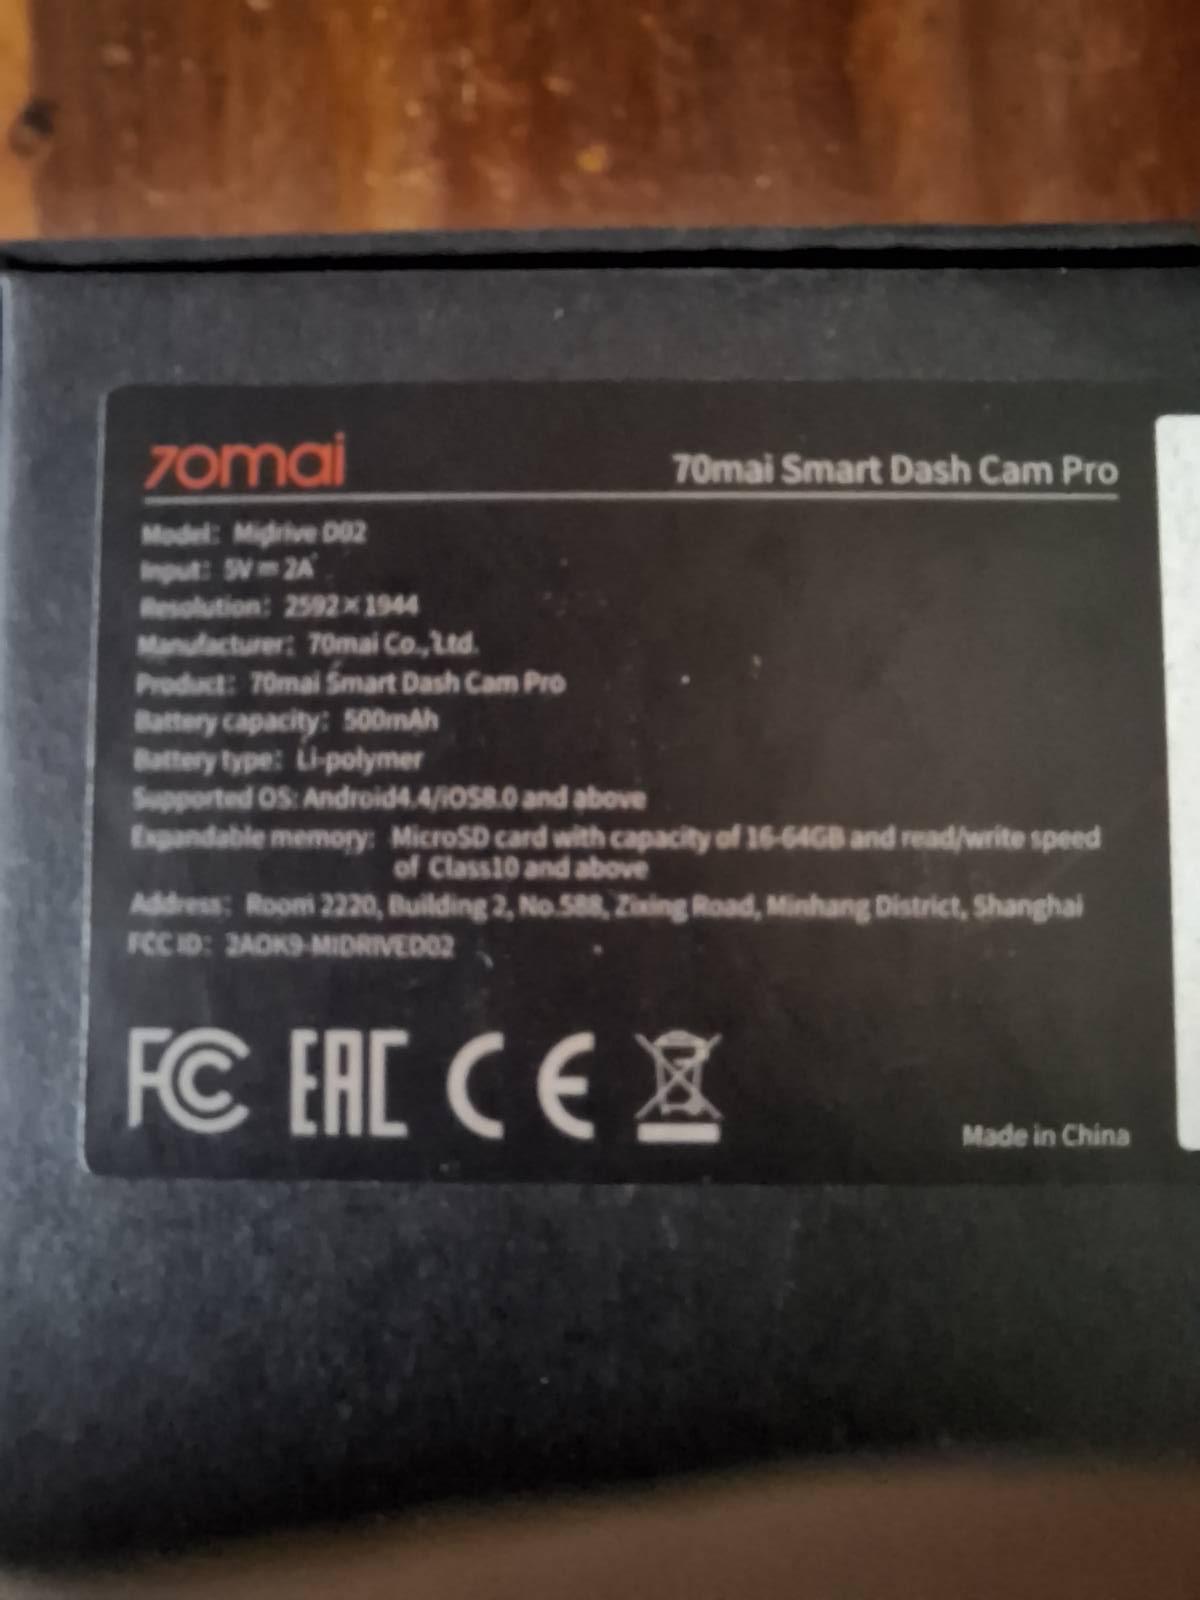 70mai
70mai Smart Dash Cam Pro
Model: Midrive D02
Input: 5V⎓2A
Resolution: 2592×1944
Manufacturer: 70mai Co., Ltd.
Product: 70mai Smart Dash Cam Pro
Battery capacity: 500mAh
Battery type: Li-polymer
Supported OS: Android4.4/iOS8.0 and above
Expandable memory: MicroSD card with capacity of 16-64GB and read/write speed
of Class10 and above
Address: Room 2220, Building 2, No.588, Zixing Road, Minhang District, Shanghai
FCC ID: 2AOK9-MIDRIVED02
FC EAC CE
Made in China